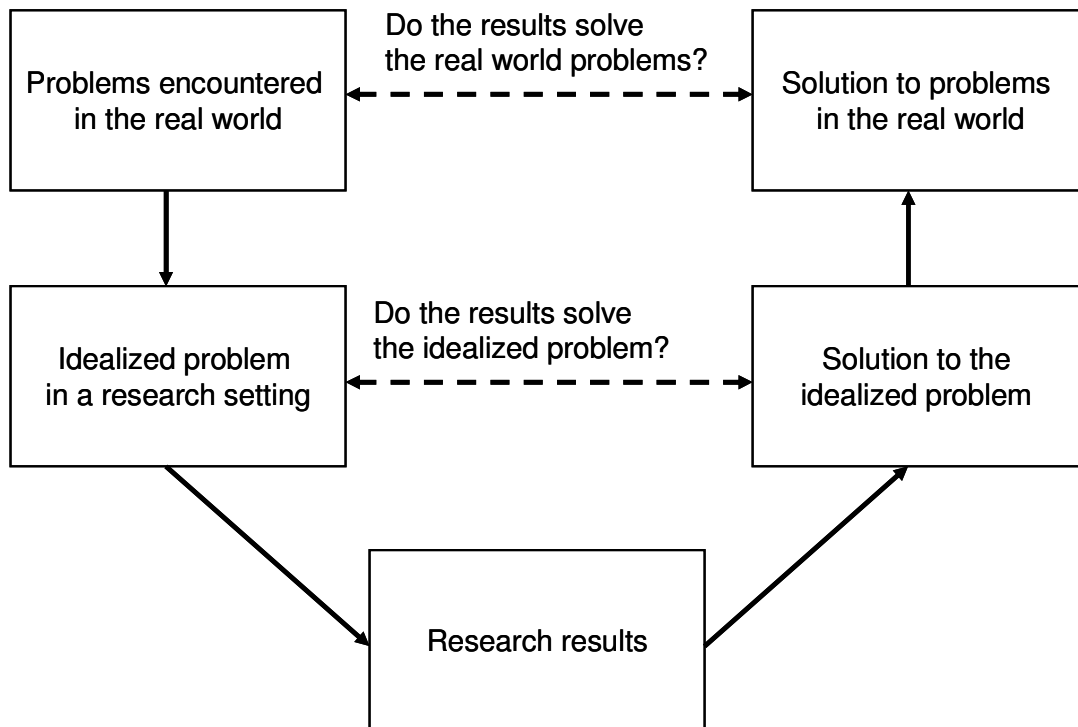 Problems encountered
in the real world
Do the results solve
the real world problems?
Solution to problems
in the real world
Idealized problem
in a research setting
Do the results solve
the idealized problem?
Solution to the
idealized problem
Research results